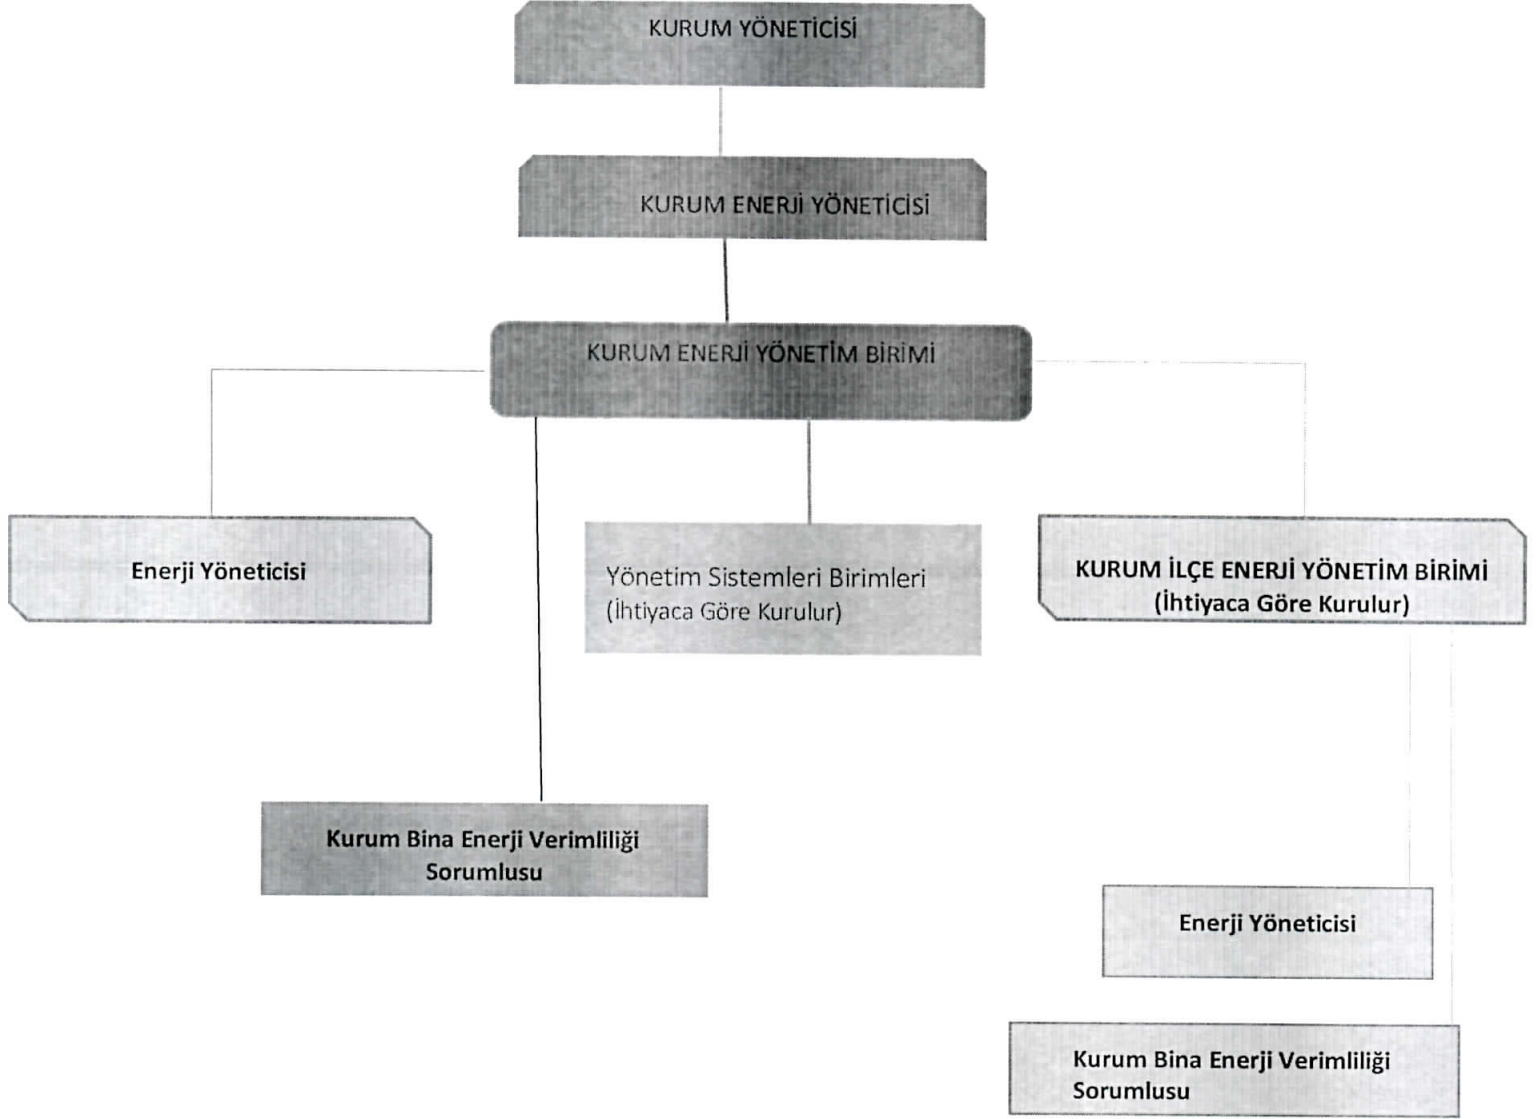 KURUM YÖNETİCİSİ
KURUM ENERJİ YÖNETİCİSİ
KURUM ENERJİ YÖNETİM BİRİMİ
Enerji Yöneticisi
Yönetim Sistemleri Birimleri
(İhtiyaca Göre Kurulur)
KURUM İLÇE ENERJİ YÖNETİM BİRİMİ
(İhtiyaca Göre Kurulur)
Kurum Bina Enerji Verimliliği
Sorumlusu
Enerji Yöneticisi
Kurum Bina Enerji Verimliliği
Sorumlusu